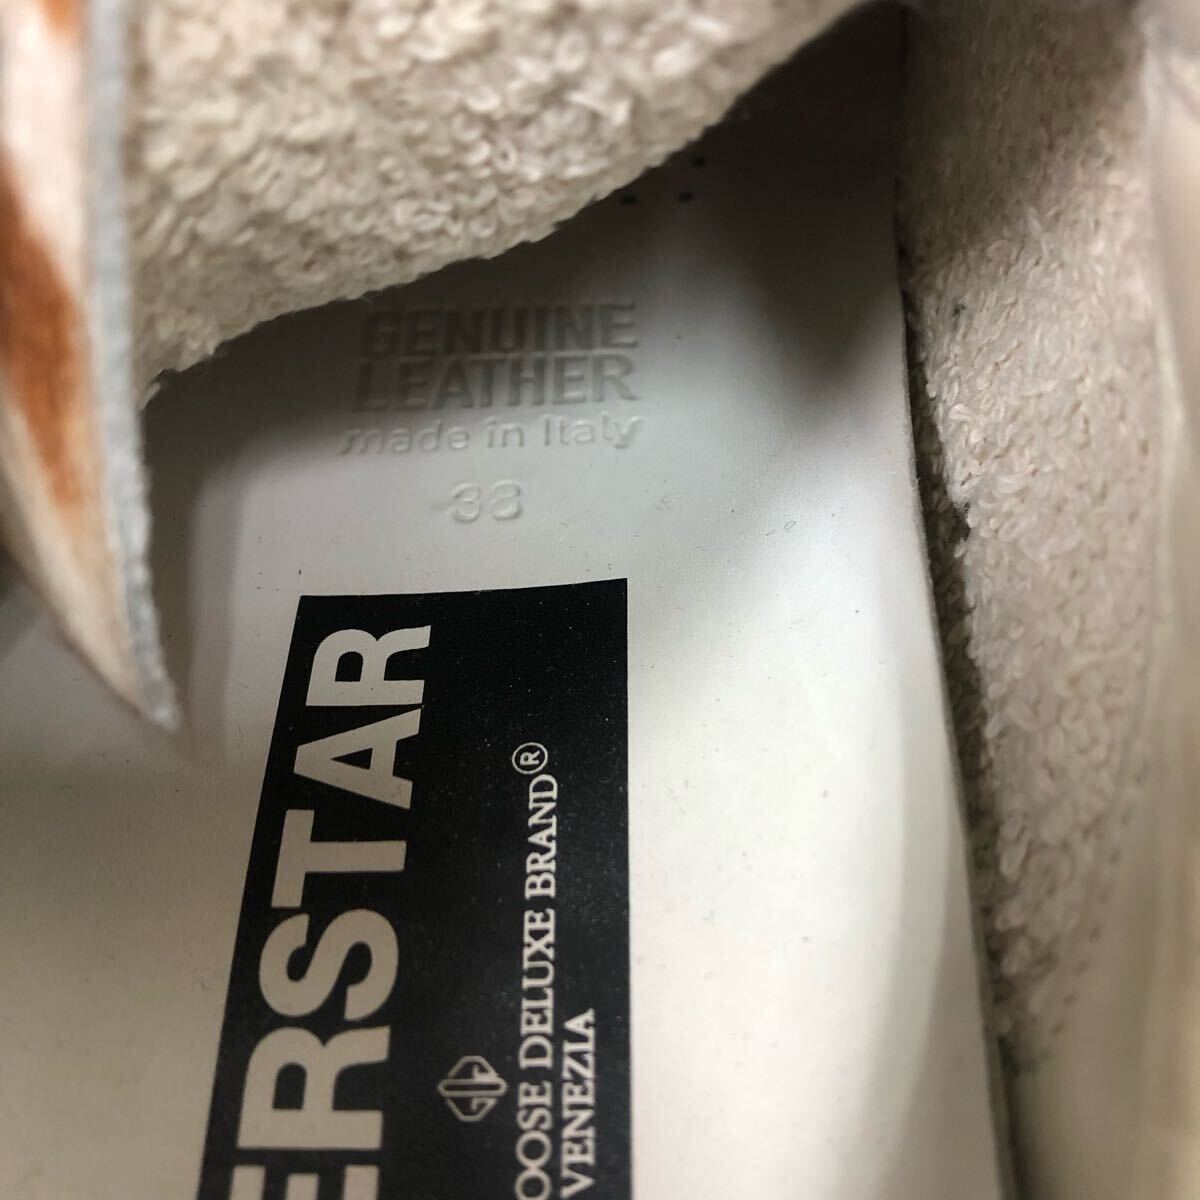 GENUINE
LEATHER
made in Italy
38
ERSTAR
OOSE DELUXE BRAND®
VENEZIA